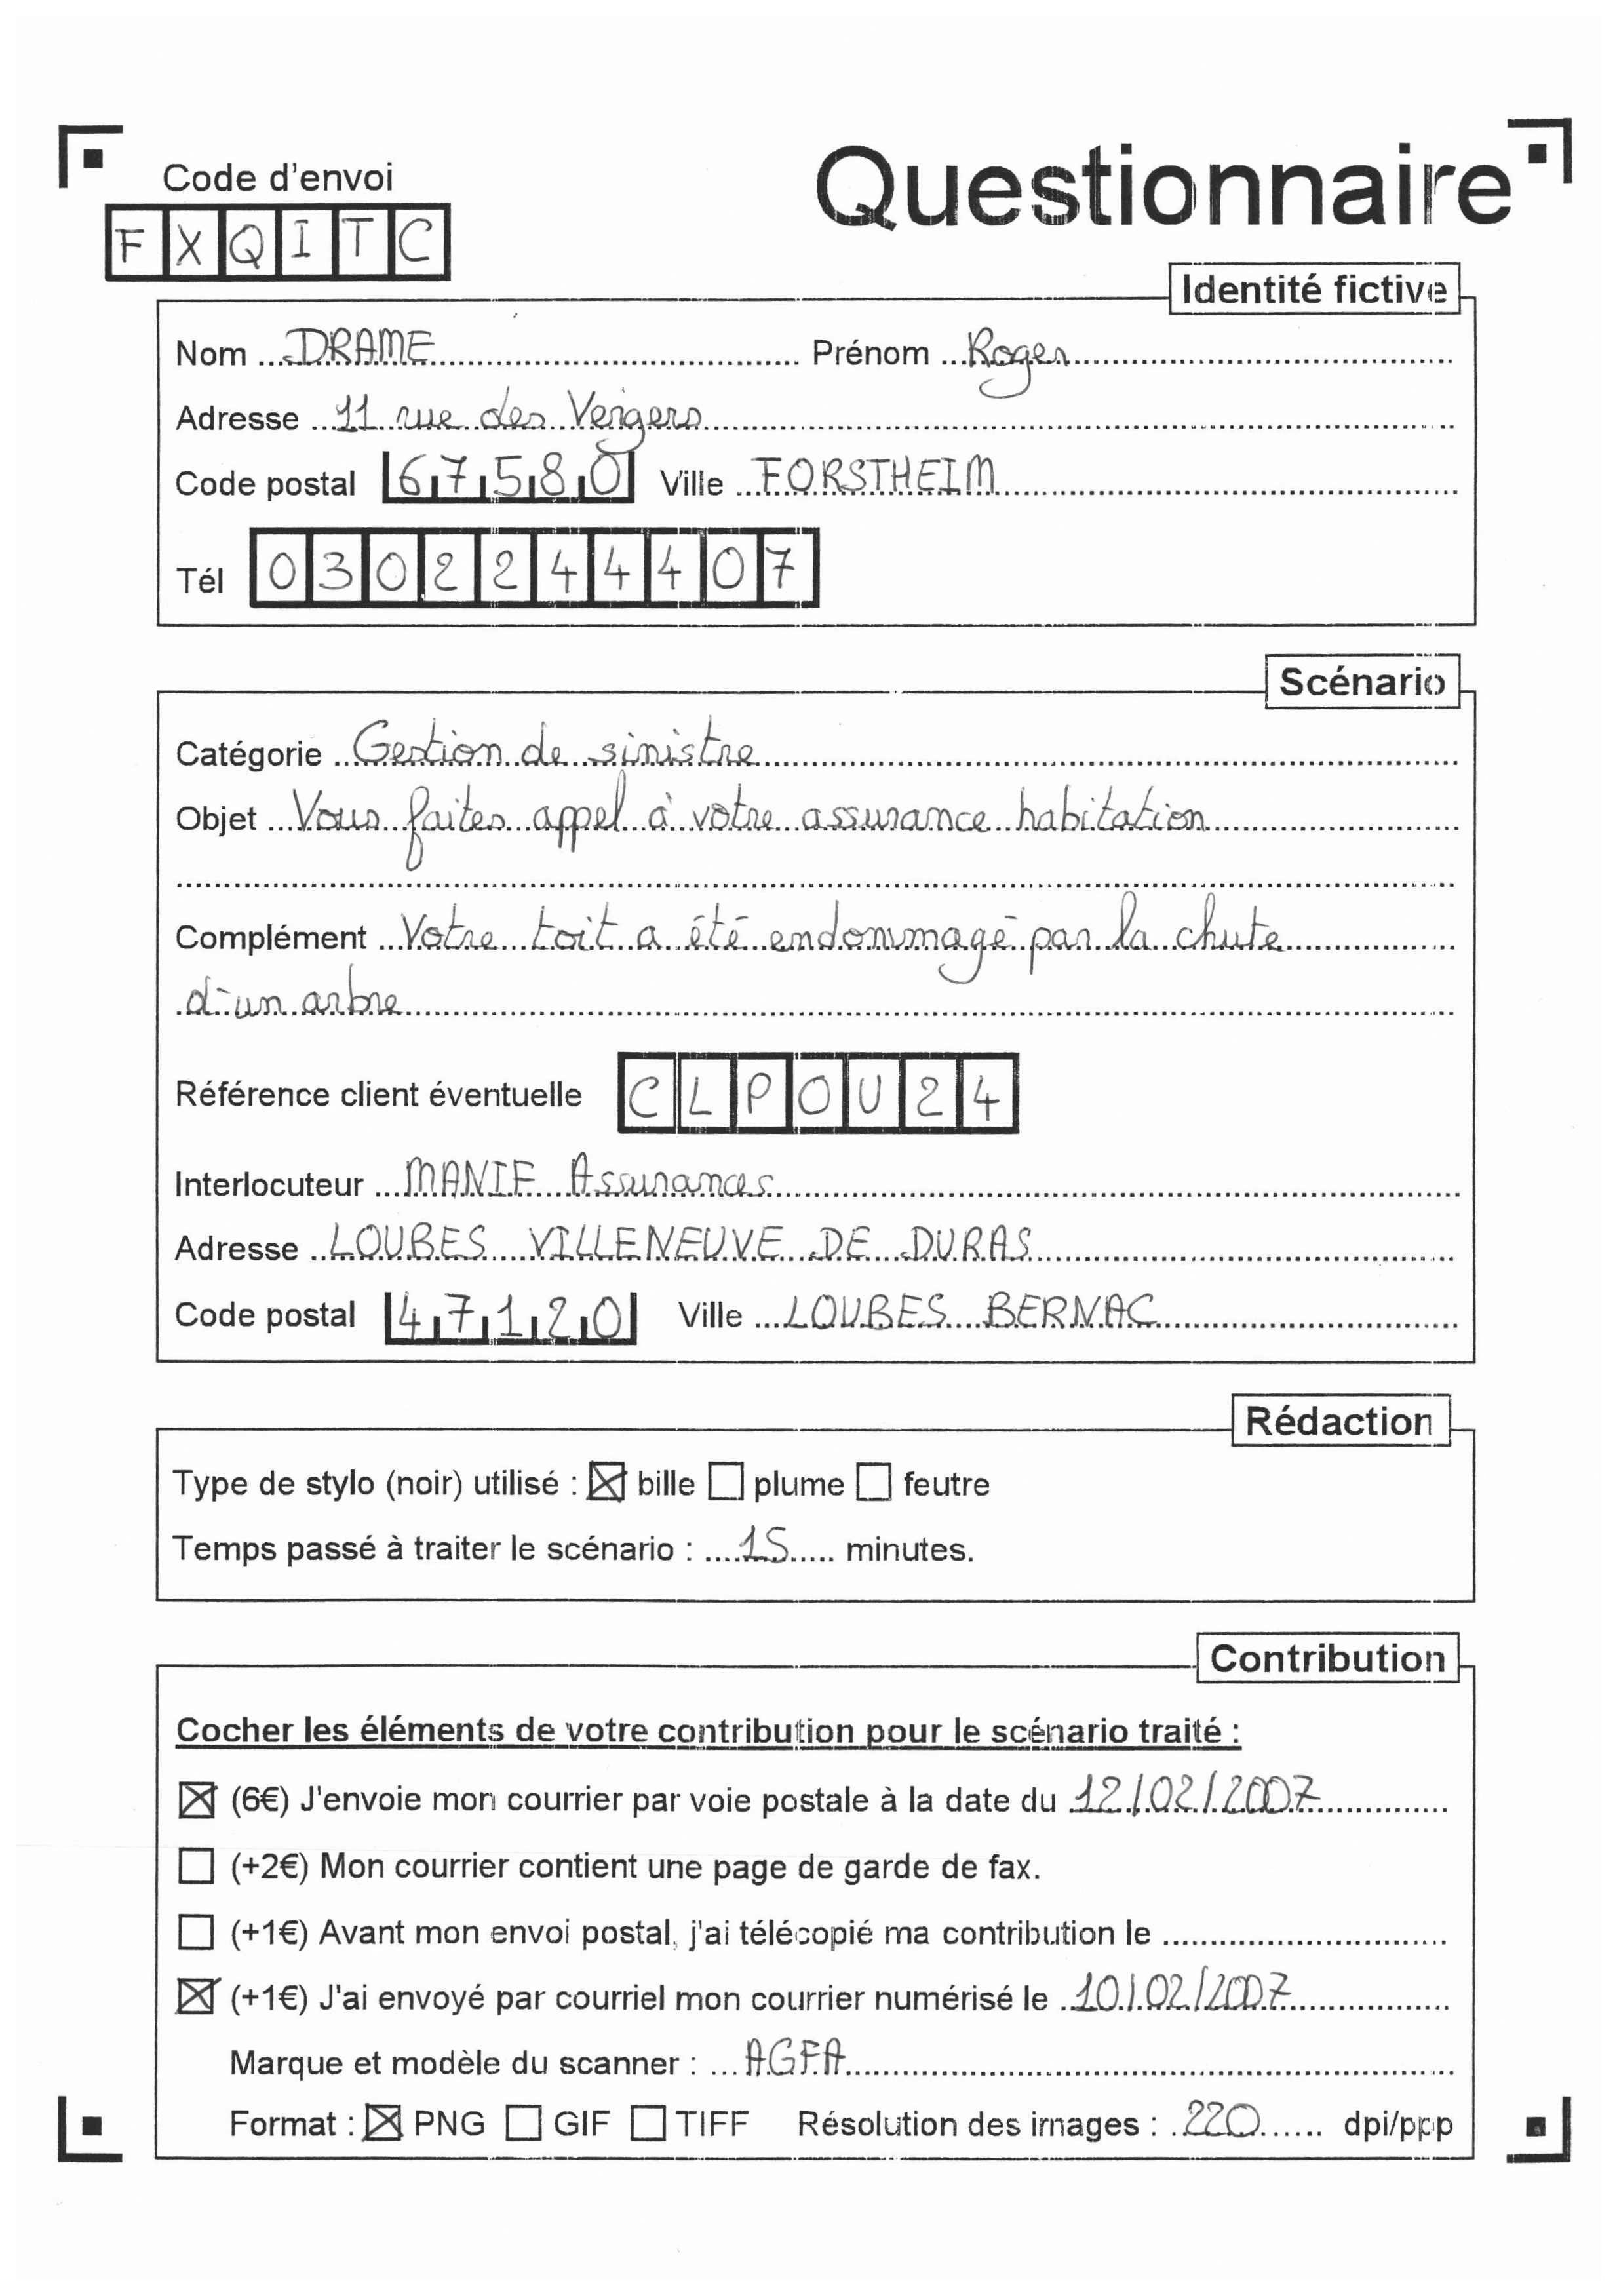 Code d'envoi
Questionnaire
FXQITC
Identité fictive
Nom DRAME Prénom Roger
Adresse 11 rue des Vergers
Code postal 67580 Ville FORSTHEIM
Tél 0302244407
Scénario
Catégorie Gestion de sinistre
Objet Vous faites appel à votre assurance habitation
Complément Votre toit a été endommagé par la chute
d'un arbre
Référence client éventuelle CLPOU24
Interlocuteur MANIF Assurances
Adresse LOUBES VILLENEUVE DE DURAS
Code postal 47120 Ville LOUBES BERNAC
Rédaction
Type de stylo (noir) utilisé : ☒ bille ☐ plume ☐ feutre
Temps passé à traiter le scénario : 15 minutes.
Contribution
Cocher les éléments de votre contribution pour le scénario traité :
☒ (6€) J'envoie mon courrier par voie postale à la date du 12/02/2007
☐ (+2€) Mon courrier contient une page de garde de fax.
☐ (+1€) Avant mon envoi postal, j'ai télécopié ma contribution le
☒ (+1€) J'ai envoyé par courriel mon courrier numérisé le 10/02/2007
Marque et modèle du scanner : AGFA
Format : ☒ PNG ☐ GIF ☐ TIFF Résolution des images : 220 dpi/ppp